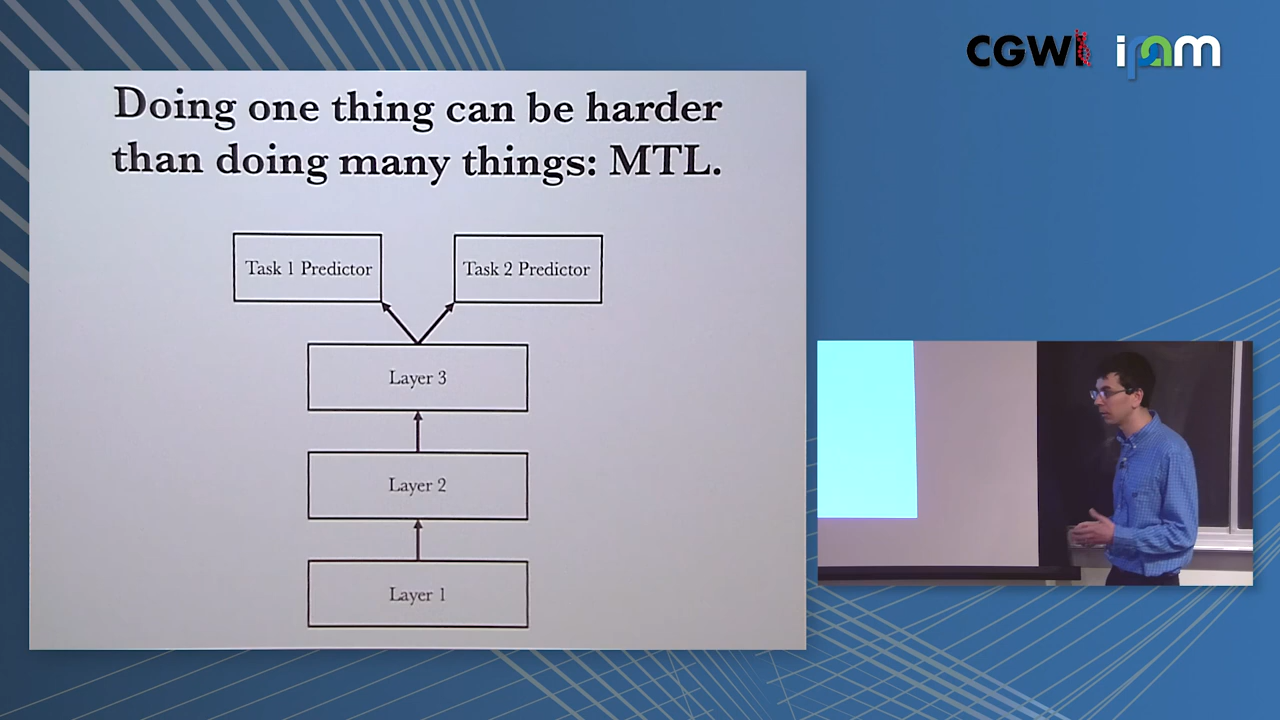 CGWI ipam
Doing one thing can be harder
than doing many things: MTL.
Task 1 Predictor
Task 2 Predictor
Layer 3
Layer 2
Layer 1